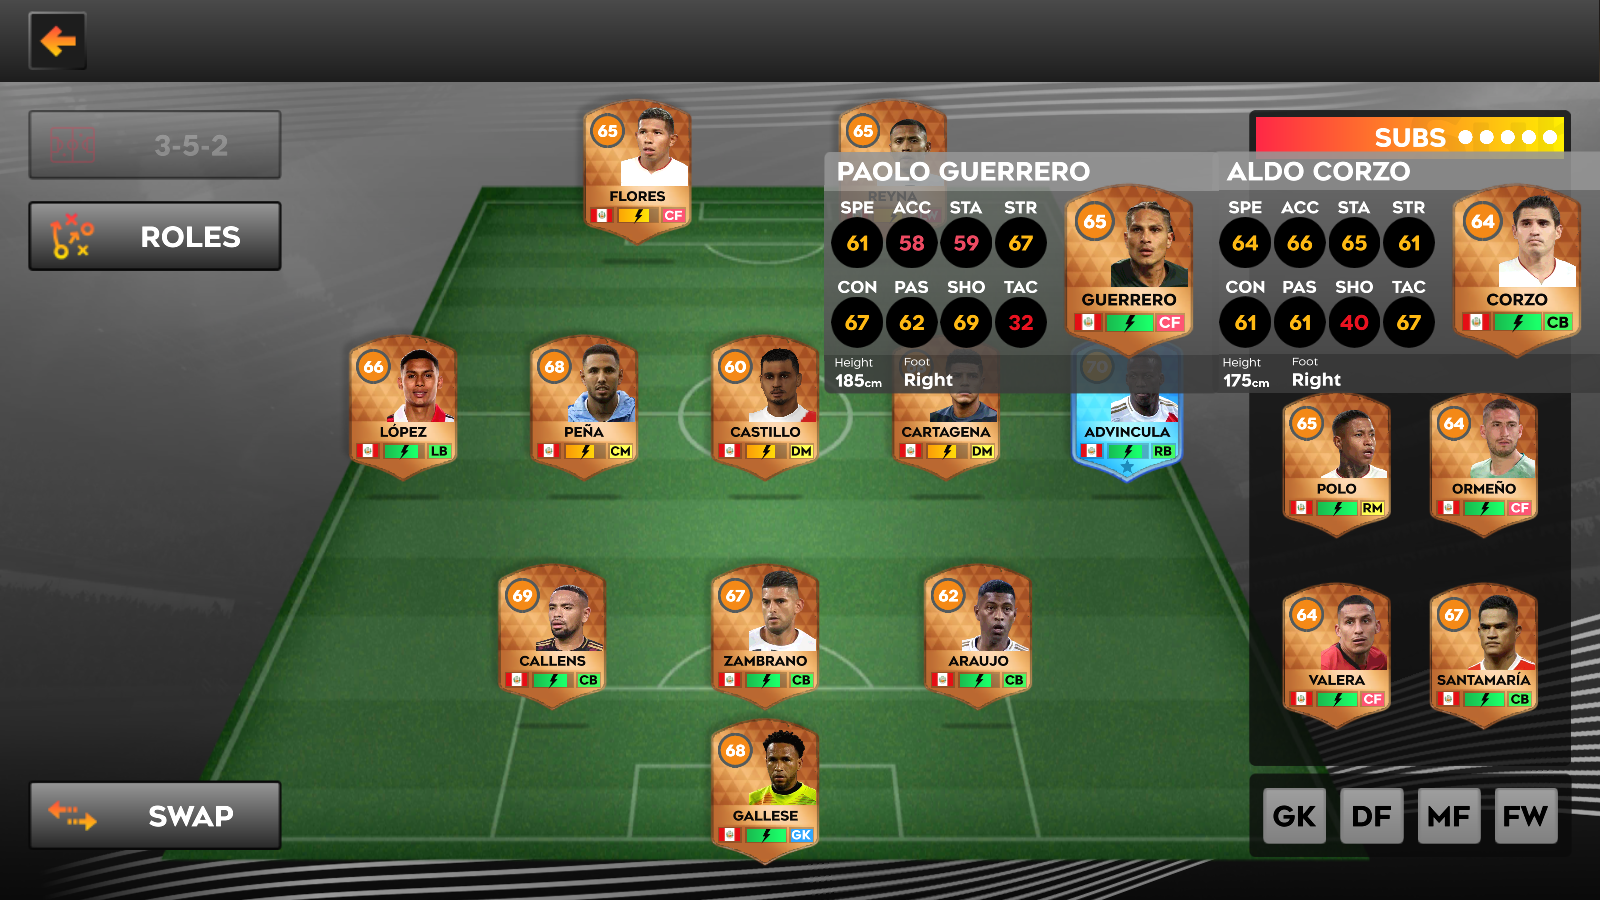 3-5-2
ROLES
SWAP
65
FLORES
CF
65
REYNA
PAOLO GUERRERO
SPE ACC STA STR
61 58 59 67
CON PAS SHO TAC
67 62 69 32
Height Foot
185cm Right
65
GUERRERO
CF
SUBS
ALDO CORZO
SPE ACC STA STR
64 66 65 61
CON PAS SHO TAC
61 61 40 67
Height Foot
175cm Right
64
CORZO
CB
66
LÓPEZ
LB
68
PEÑA
CM
60
CASTILLO
DM
CARTAGENA
DM
70
ADVINCULA
RB
65
POLO
RM
64
ORMEÑO
CF
69
CALLENS
CB
67
ZAMBRANO
CB
62
ARAUJO
CB
64
VALERA
CF
67
SANTAMARÍA
CB
68
GALLESE
GK
GK DF MF FW